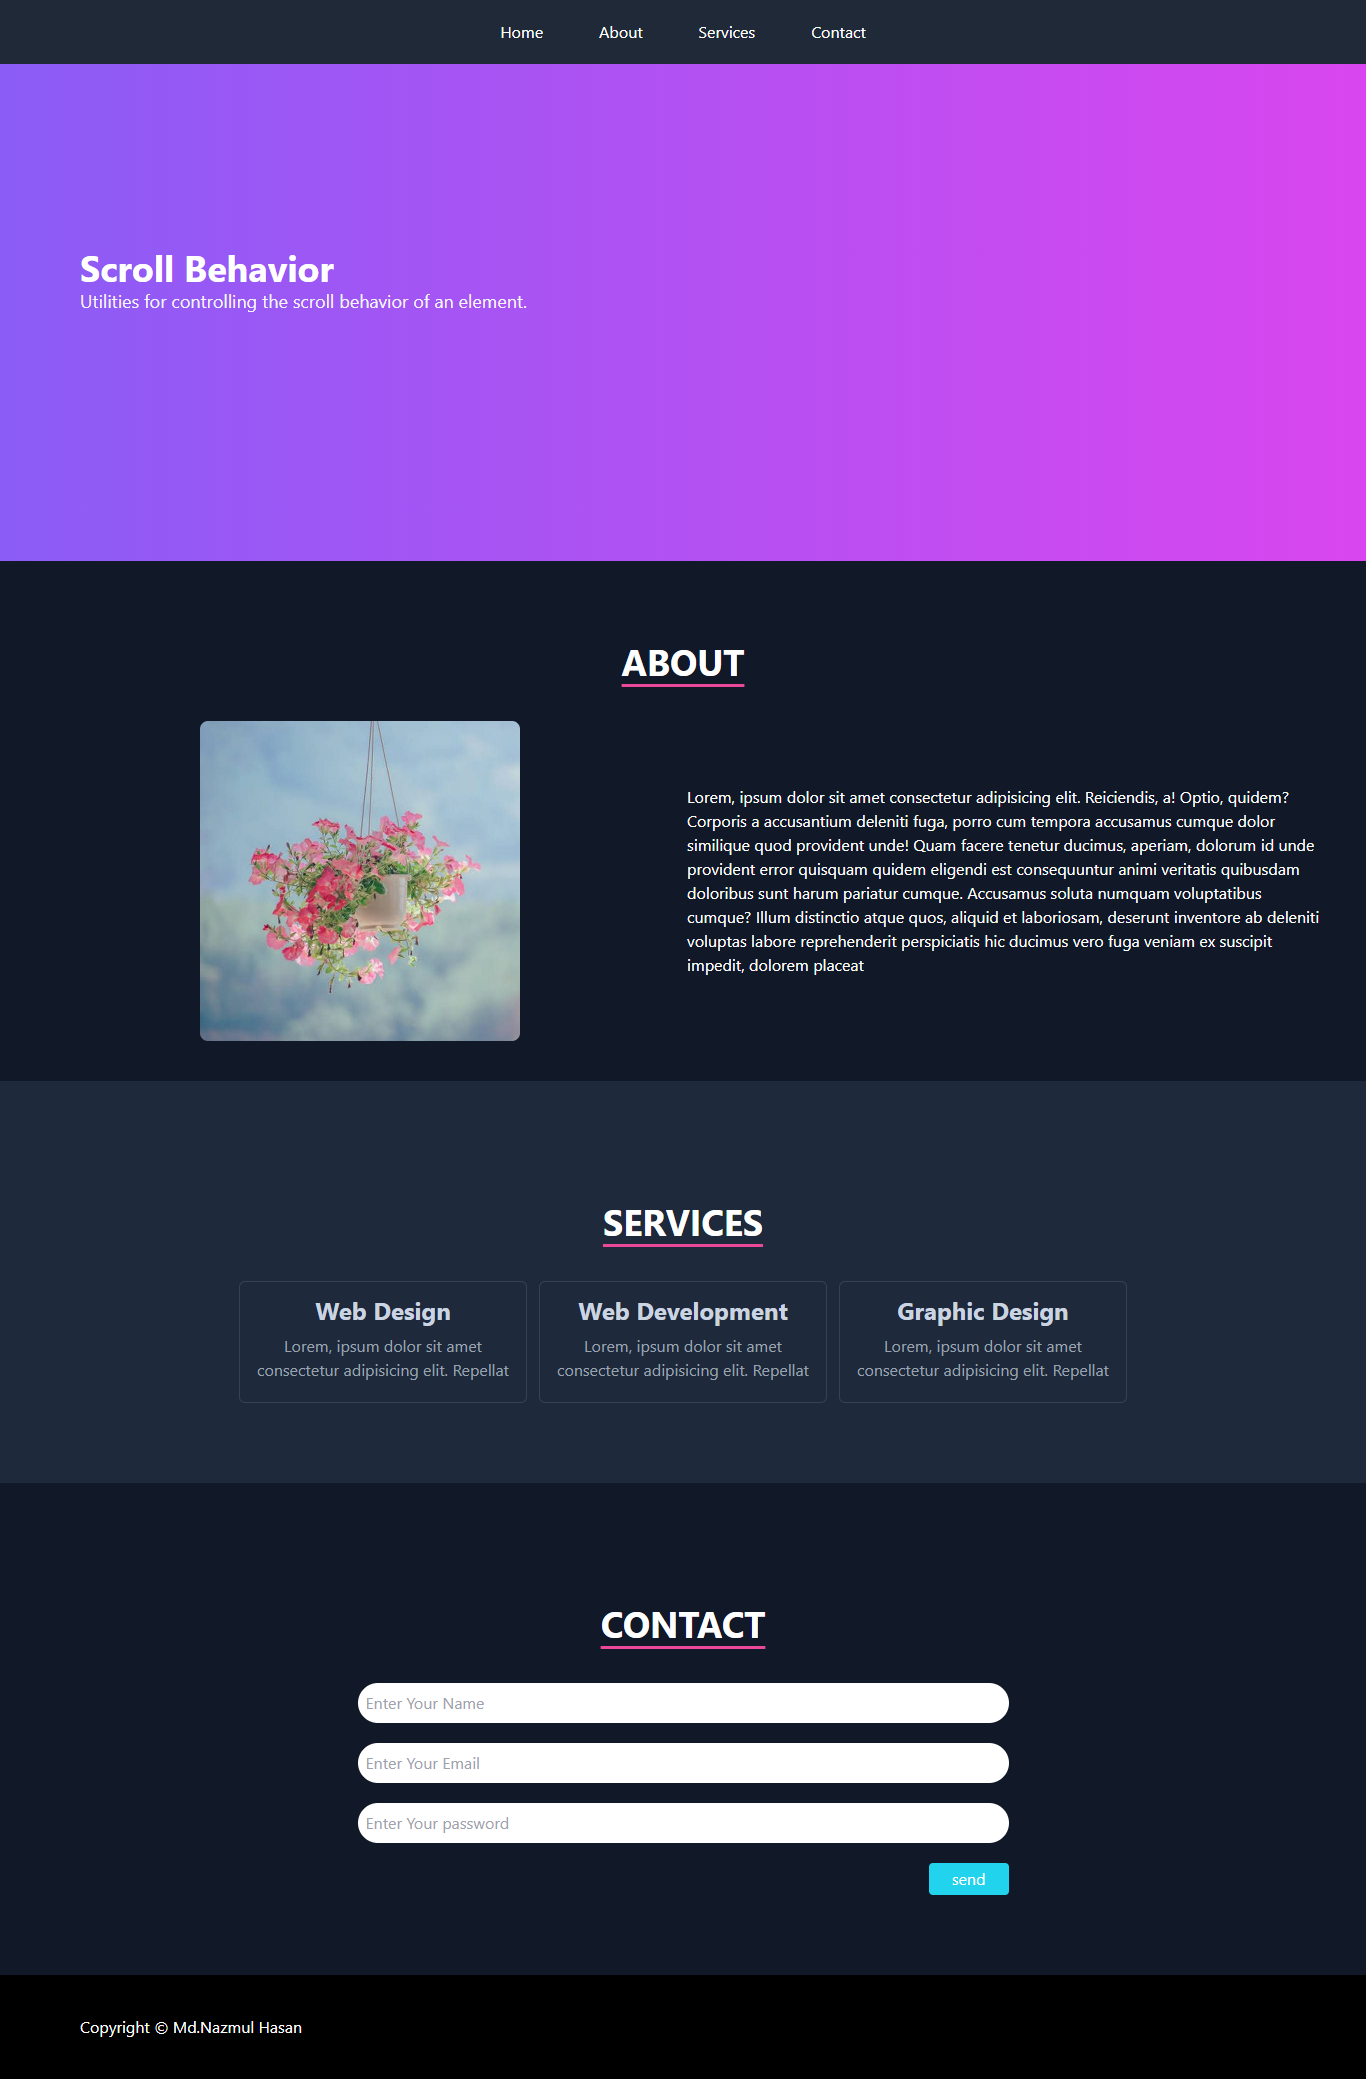 Home About Services Contact
Scroll Behavior
Utilities for controlling the scroll behavior of an element.
ABOUT
Lorem, ipsum dolor sit amet consectetur adipisicing elit. Reiciendis, a! Optio, quidem?
Corporis a accusantium deleniti fuga, porro cum tempora accusamus cumque dolor
similique quod provident unde! Quam facere tenetur ducimus, aperiam, dolorum id unde
provident error quisquam quidem eligendi est consequuntur animi veritatis quibusdam
doloribus sunt harum pariatur cumque. Accusamus soluta numquam voluptatibus
cumque? Illum distinctio atque quos, aliquid et laboriosam, deserunt inventore ab deleniti
voluptas labore reprehenderit perspiciatis hic ducimus vero fuga veniam ex suscipit
impedit, dolorem placeat
SERVICES
Web Design
Lorem, ipsum dolor sit amet
consectetur adipisicing elit. Repellat
Web Development
Lorem, ipsum dolor sit amet
consectetur adipisicing elit. Repellat
Graphic Design
Lorem, ipsum dolor sit amet
consectetur adipisicing elit. Repellat
CONTACT
Enter Your Name
Enter Your Email
Enter Your password
send
Copyright © Md.Nazmul Hasan